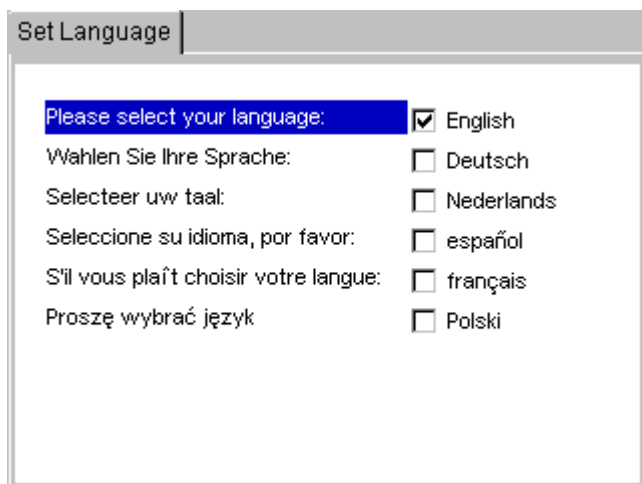 Set Language
Please select your language: English
Wahlen Sie Ihre Sprache: Deutsch
Selecteer uw taal: Nederlands
Seleccione su idioma, por favor: español
S'il vous plaît choisir votre langue: français
Proszę wybrać język Polski